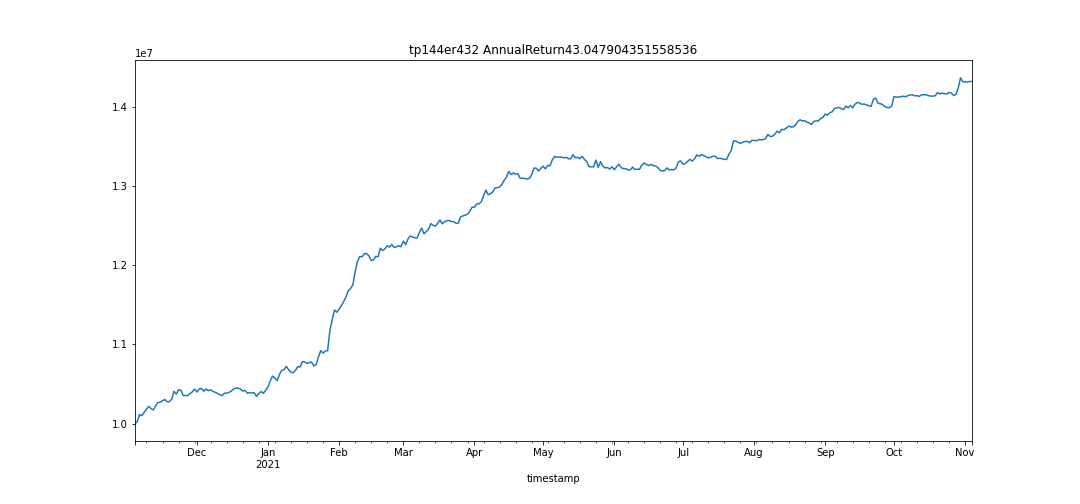 tp144er432 AnnualReturn43.047904351558536
1e7
1.4
1.3
1.2
1.1
1.0
Dec Jan Feb Mar Apr May Jun Jul Aug Sep Oct Nov
2021
timestamp